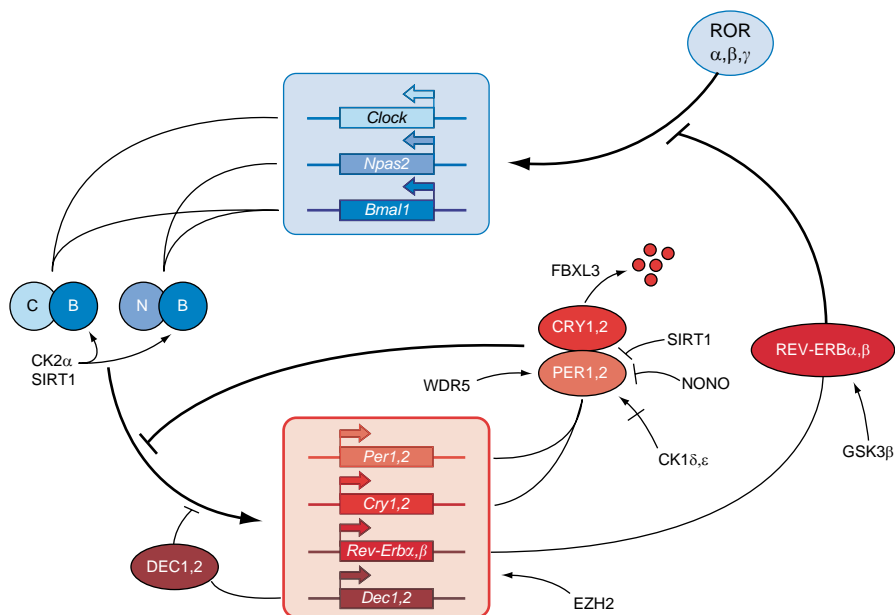 ROR
α,β,γ
Clock
Npas2
Bmal1
FBXL3
C
B
N
B
CRY1,2
SIRT1
REV-ERBα,β
CK2α
SIRT1
PER1,2
WDR5
NONO
GSK3β
CK1δ,ε
Per1,2
Cry1,2
Rev-Erbα,β
DEC1,2
Dec1,2
EZH2